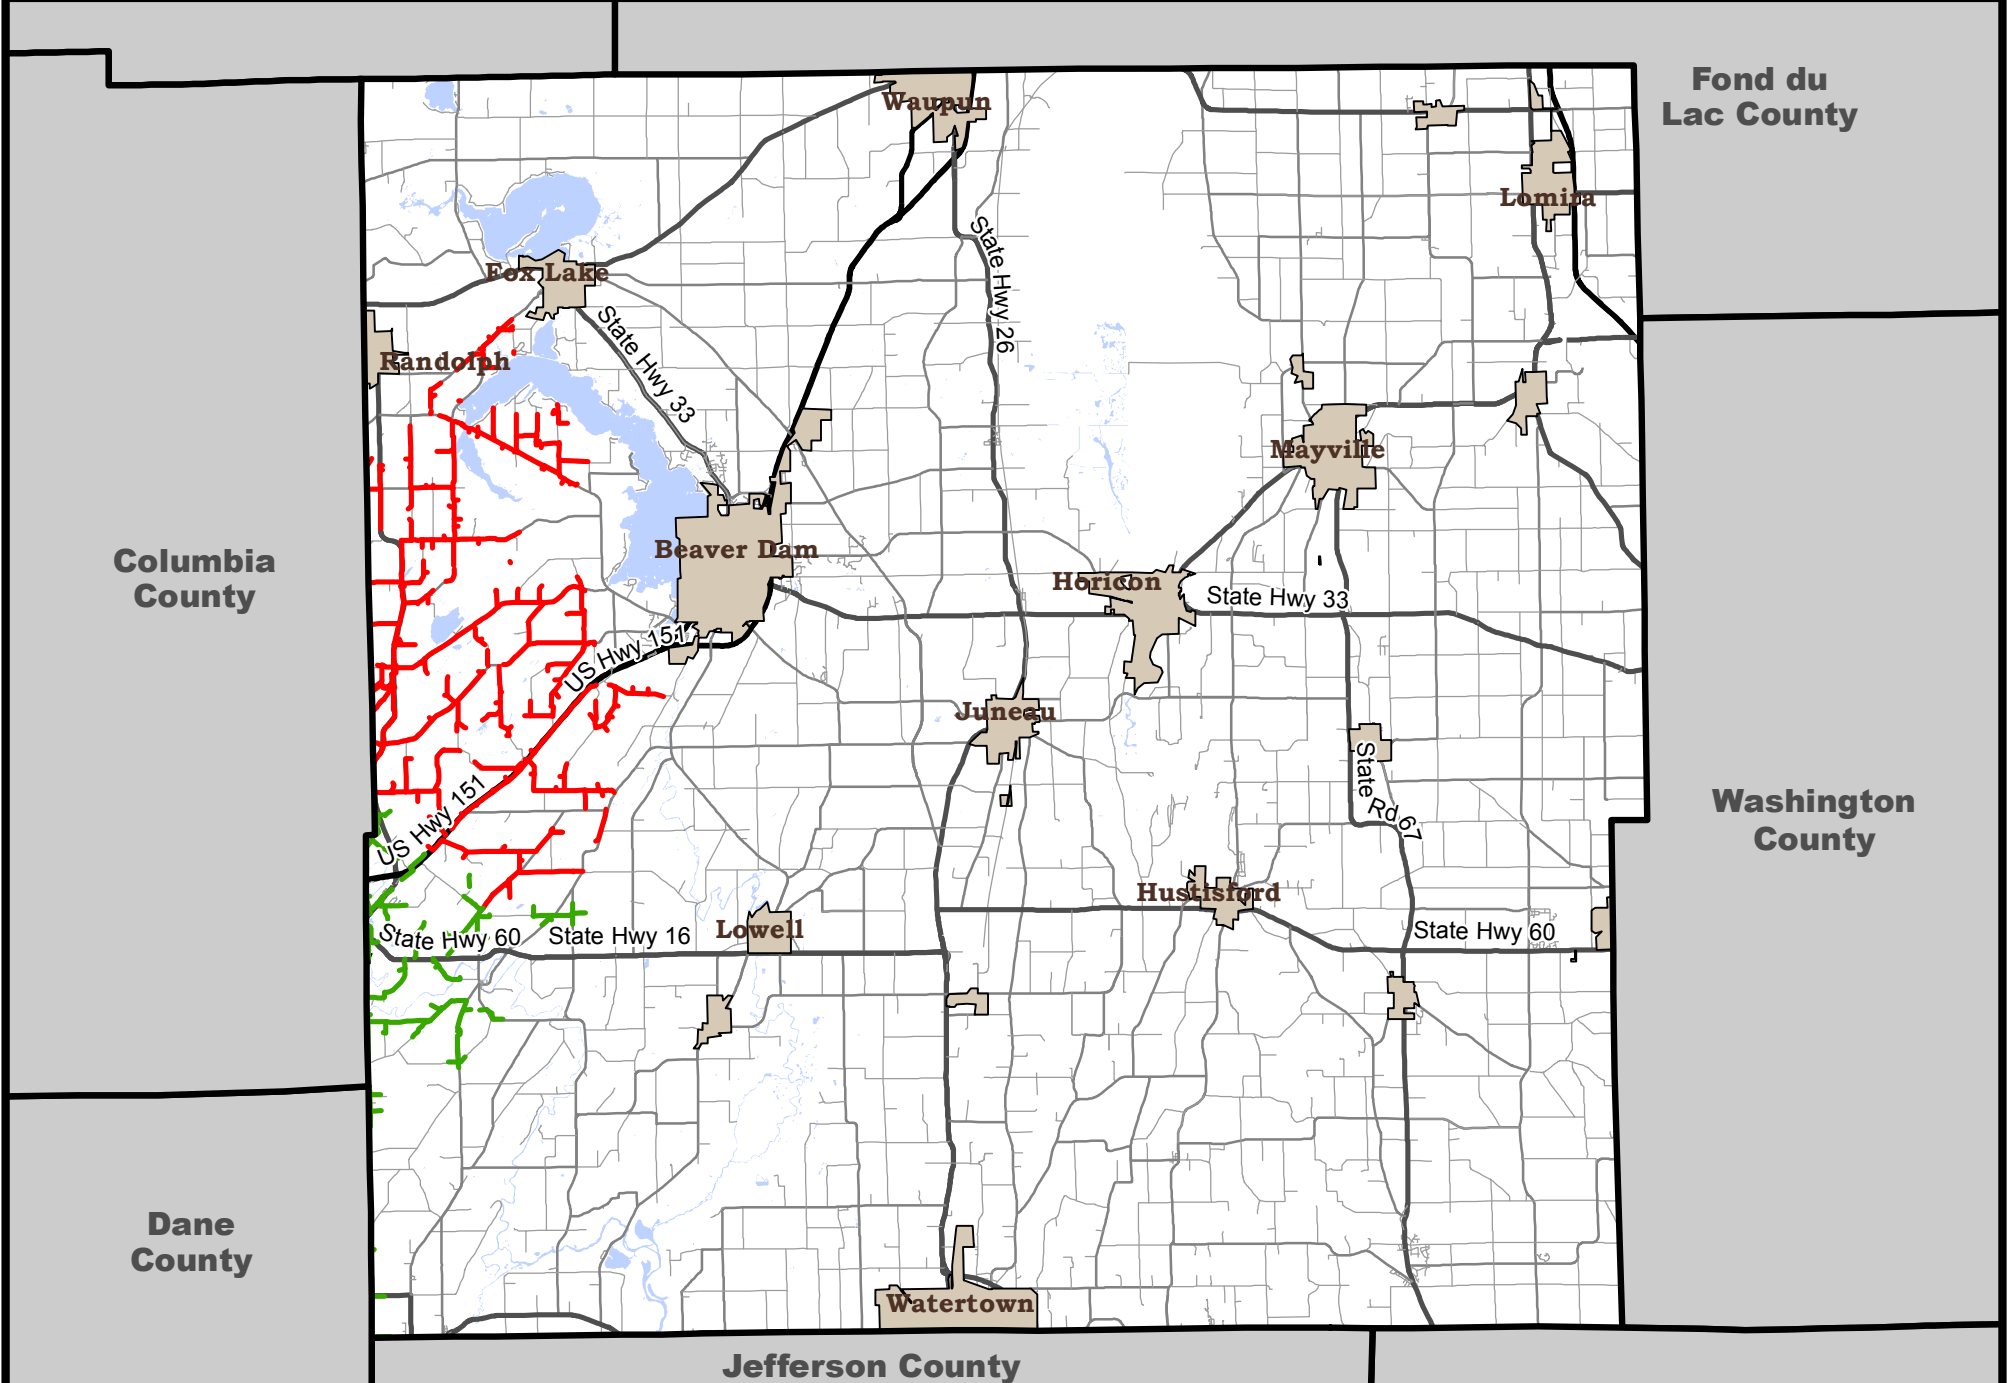 Fond du
Lac County
Waupun
Lomira
State Hwy 26
Fox Lake
State Hwy 33
Randolph
Mayville
Columbia
County
Beaver Dam
Horicon
State Hwy 33
US Hwy 151
Juneau
State Rd 67
US Hwy 151
Washington
County
Hustisford
State Hwy 60
State Hwy 16
Lowell
State Hwy 60
Dane
County
Watertown
Jefferson County